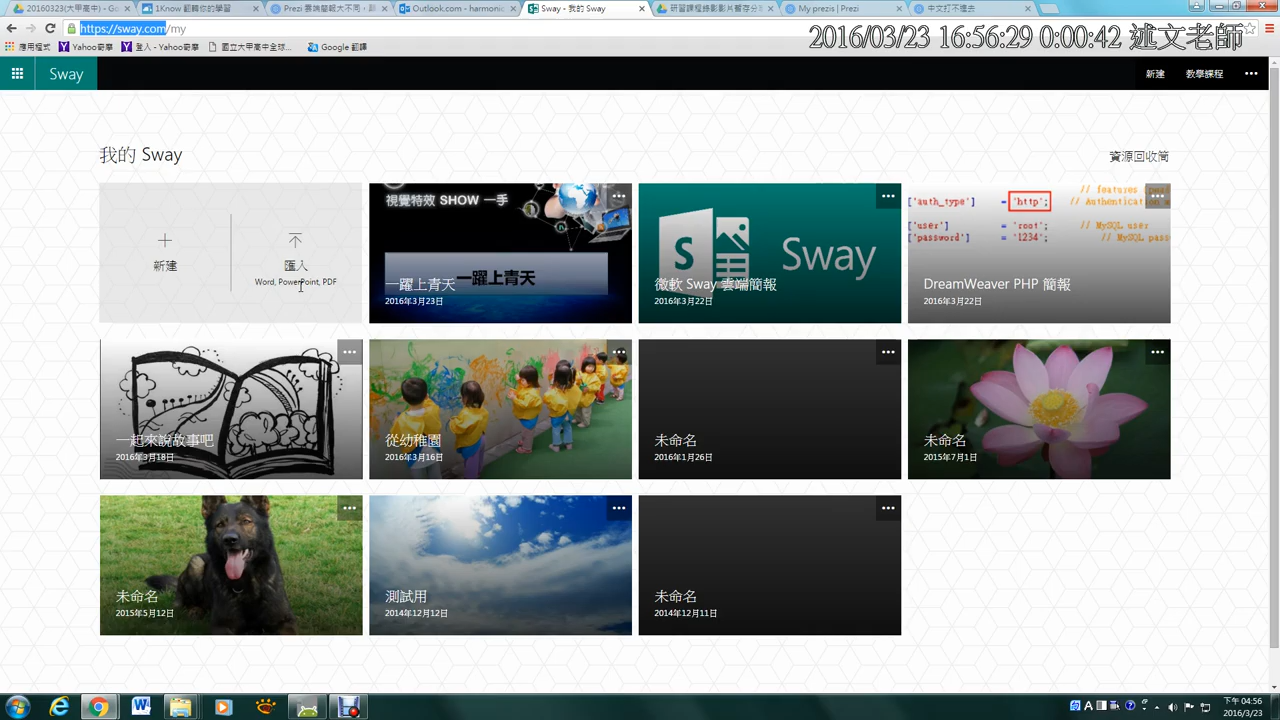 20160323(大甲高中) - Go
1Know 翻轉你的學習
Prezi 雲端簡報大不同，
Outlook.com - harmonic
Sway - 我的 Sway
研習課程錄影影片暫存分
My prezis | Prezi
中文打不進去
https://sway.com/my
2016/03/23 16:56:29 0:00:42 述文老師
應用程式
Yahoo奇摩
登入 - Yahoo奇摩
國立大甲高中全球...
Google 翻譯
Sway
新建
教學課程
我的 Sway
資源回收筒
新建
匯入
Word, PowerPoint, PDF
視覺特效 SHOW 一手
一躍上青天
一躍上青天
2016年3月23日
Sway
微軟 Sway 雲端簡報
2016年3月22日
// features
['auth_type'] = 'http'; // Authentication
['user'] = 'root'; // MySQL user
['password'] = '1234'; // MySQL pas
DreamWeaver PHP 簡報
2016年3月22日
一起來說故事吧
2016年3月18日
從幼稚園
2016年3月16日
未命名
2016年1月26日
未命名
2015年7月1日
未命名
2015年5月12日
測試用
2014年12月12日
未命名
2014年12月11日
下午 04:56
2016/3/23